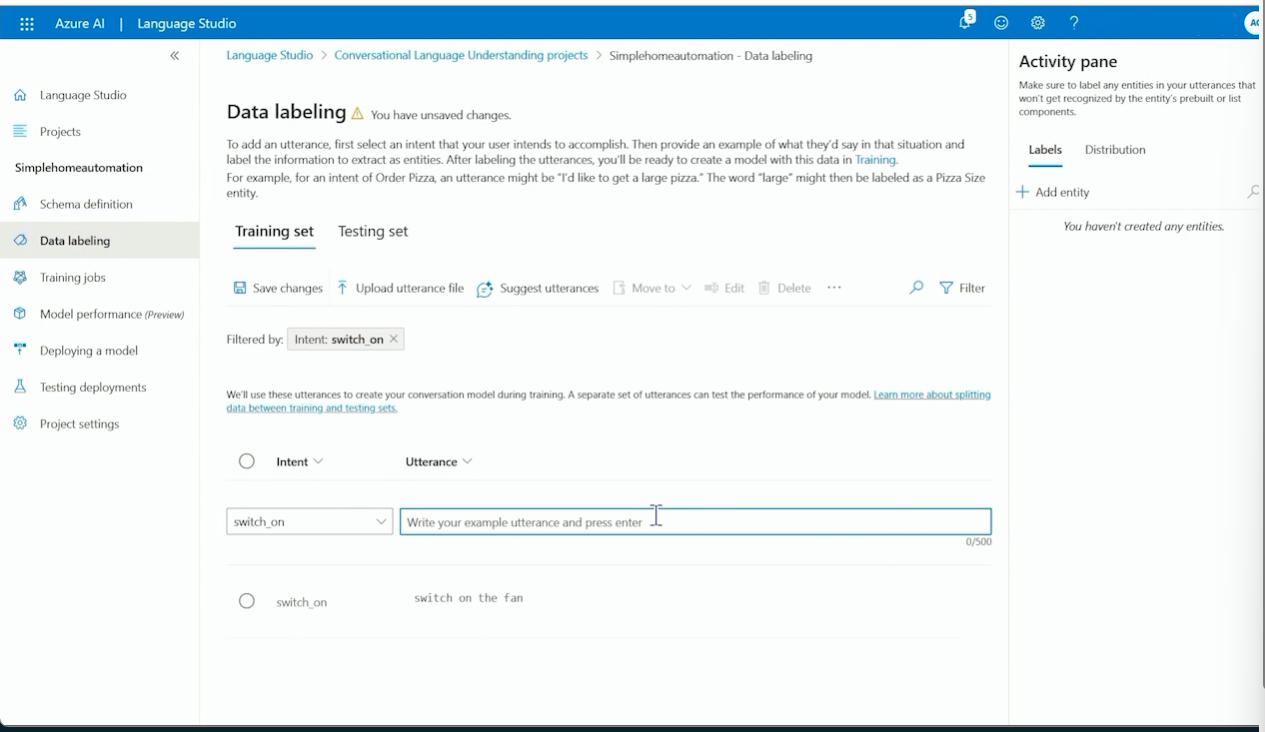 Azure AI | Language Studio
5
?
AC
«
Language Studio
Projects
Simplehomeautomation
Schema definition
Data labeling
Training jobs
Model performance (Preview)
Deploying a model
Testing deployments
Project settings
Language Studio > Conversational Language Understanding projects > Simplehomeautomation - Data labeling
Data labeling You have unsaved changes.
To add an utterance, first select an intent that your user intends to accomplish. Then provide an example of what they'd say in that situation and
label the information to extract as entities. After labeling the utterances, you'll be ready to create a model with this data in Training.
For example, for an intent of Order Pizza, an utterance might be "I'd like to get a large pizza." The word "large" might then be labeled as a Pizza Size
entity.
Training set Testing set
Save changes Upload utterance file Suggest utterances Move to Edit Delete ··· Filter
Filtered by: Intent: switch_on ×
We'll use these utterances to create your conversation model during training. A separate set of utterances can test the performance of your model. Learn more about splitting
data between training and testing sets.
Intent Utterance
switch_on Write your example utterance and press enter
0/500
switch_on switch on the fan
Activity pane
Make sure to label any entities in your utterances that
won't get recognized by the entity's prebuilt or list
components.
Labels Distribution
+ Add entity
You haven't created any entities.